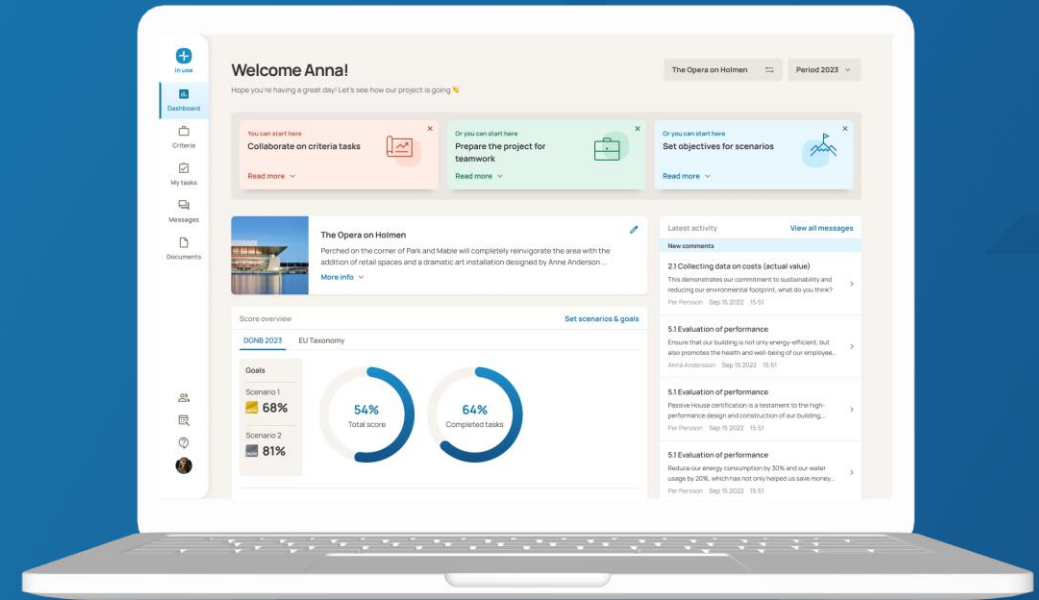 in use
Dashboard
Criteria
My tasks
Messages
Documents
Welcome Anna!
Hope you're having a great day! Let's see how our project is going 👋
The Opera on Holmen
Period 2023
You can start here
Collaborate on criteria tasks
Read more
Or you can start here
Prepare the project for
teamwork
Read more
Or you can start here
Set objectives for scenarios
Read more
The Opera on Holmen
Perched on the corner of Park and Mable will completely reinvigorate the area with the
addition of retail spaces and a dramatic art installation designed by Anne Anderson ...
More info
Score overview
Set scenarios & goals
DGNB 2023
EU Taxonomy
Goals
Scenario 1
68%
Scenario 2
81%
54%
Total score
64%
Completed tasks
Latest activity
View all messages
New comments
2.1 Collecting data on costs (actual value)
This demonstrates our commitment to sustainability and
reducing our environmental footprint, what do you think?
Per Persson Sep 15 2022 15:51
5.1 Evaluation of performance
Ensure that our building is not only energy-efficient, but
also promotes the health and well-being of our employee...
Anna Andersson Sep 15 2022 15:51
5.1 Evaluation of performance
Passive House certification is a testament to the high-
performance design and construction of our building....
Per Persson Sep 15 2022 15:51
5.1 Evaluation of performance
Reduce our energy consumption by 30% and our water
usage by 20%, which has not only helped us save money...
Per Persson Sep 15 2022 15:51